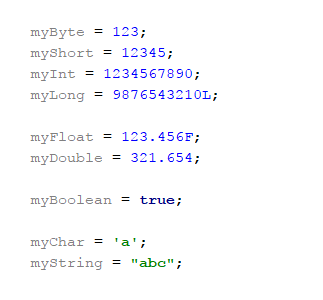 myByte = 123;
myShort = 12345;
myInt = 1234567890;
myLong = 9876543210L;
myFloat = 123.456F;
myDouble = 321.654;
myBoolean = true;
myChar = 'a';
myString = "abc";